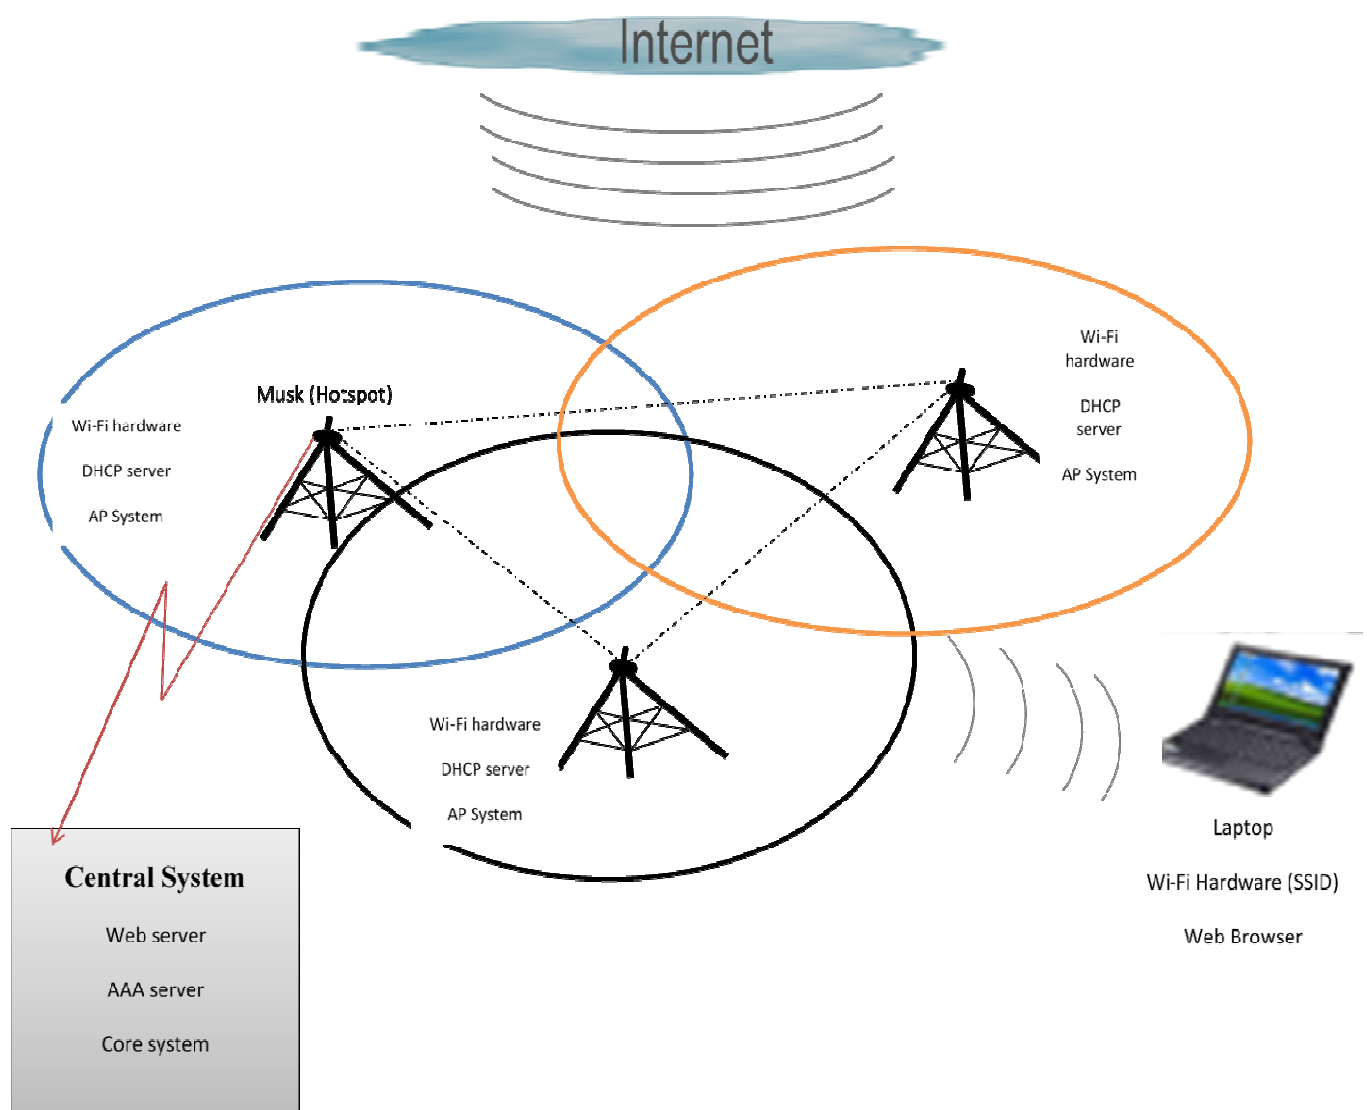 Internet
Musk (Hotspot)
Wi-Fi hardware
DHCP server
AP System
Wi-Fi
hardware
DHCP
server
AP System
Wi-Fi hardware
DHCP server
AP System
Laptop
Wi-Fi Hardware (SSID)
Web Browser
Central System
Web server
AAA server
Core system